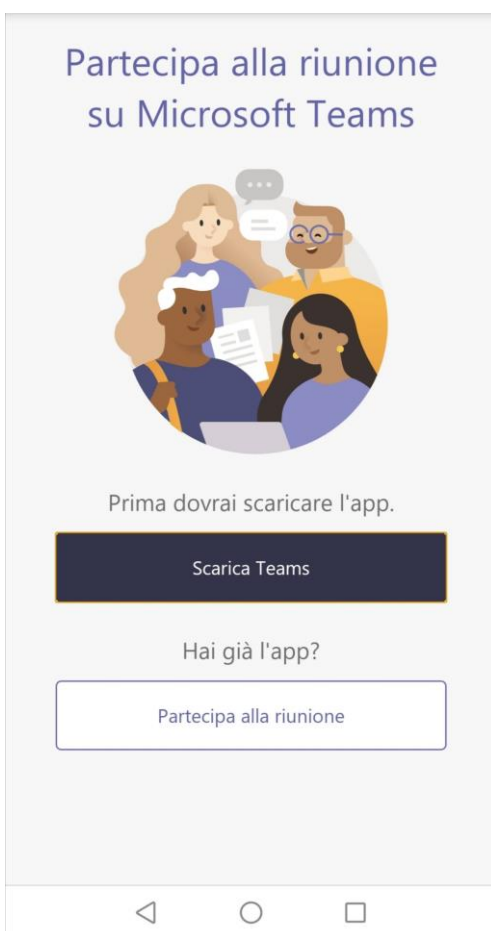 Partecipa alla riunione
su Microsoft Teams
Prima dovrai scaricare l'app.
Scarica Teams
Hai già l'app?
Partecipa alla riunione